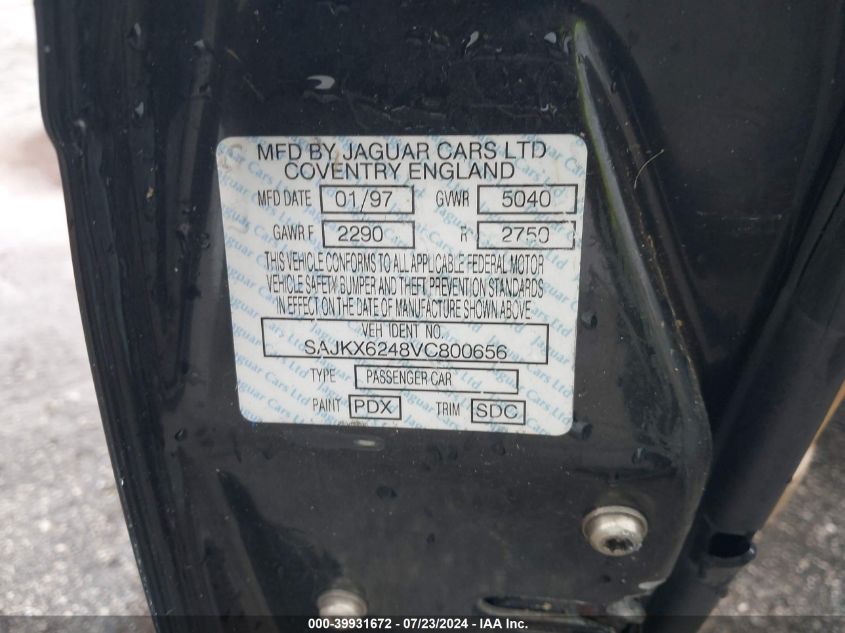 MFD BY JAGUAR CARS LTD
COVENTRY ENGLAND
MFD DATE 01/97 GVWR 5040
GAWR F 2290 R 2750
THIS VEHICLE CONFORMS TO ALL APPLICABLE FEDERAL MOTOR
VEHICLE SAFETY BUMPER AND THEFT PREVENTION STANDARDS
IN EFFECT ON THE DATE OF MANUFACTURE SHOWN ABOVE
VEH IDENT NO.
SAJKX6248VC800656
TYPE PASSENGER CAR
PAINT PDX TRIM SDC
000-39931672 - 07/23/2024 - IAA Inc.